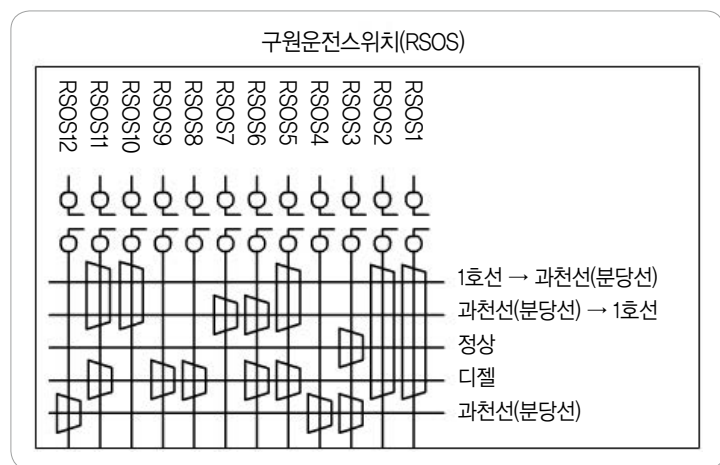 구원운전스위치(RSOS)
RSOS12
RSOS11
RSOS10
RSOS9
RSOS8
RSOS7
RSOS6
RSOS5
RSOS4
RSOS3
RSOS2
RSOS1
1호선 → 과천선(분당선)
과천선(분당선) → 1호선
정상
디젤
과천선(분당선)